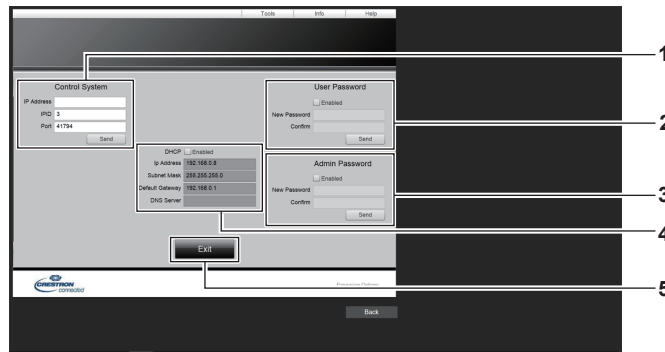 Tools Info Help
1
Control System
IP Address
IPID 3
Port 41794
Send
User Password
Enabled
New Password
Confirm
Send
2
DHCP Enabled
Ip Address 192.168.0.8
Subnet Mask 255.255.255.0
Default Gateway 192.168.0.1
DNS Server
Admin Password
Enabled
New Password
Confirm
Send
3
4
Exit
5
CRESTRON
connected
Back